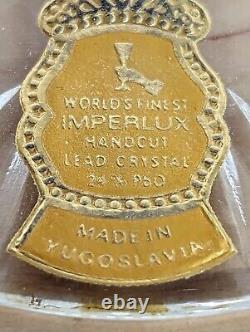 WORLD'S FINEST
IMPERLUX
HANDCUT
LEAD CRYSTAL
24% PbO
MADE IN
YUGOSLAVIA